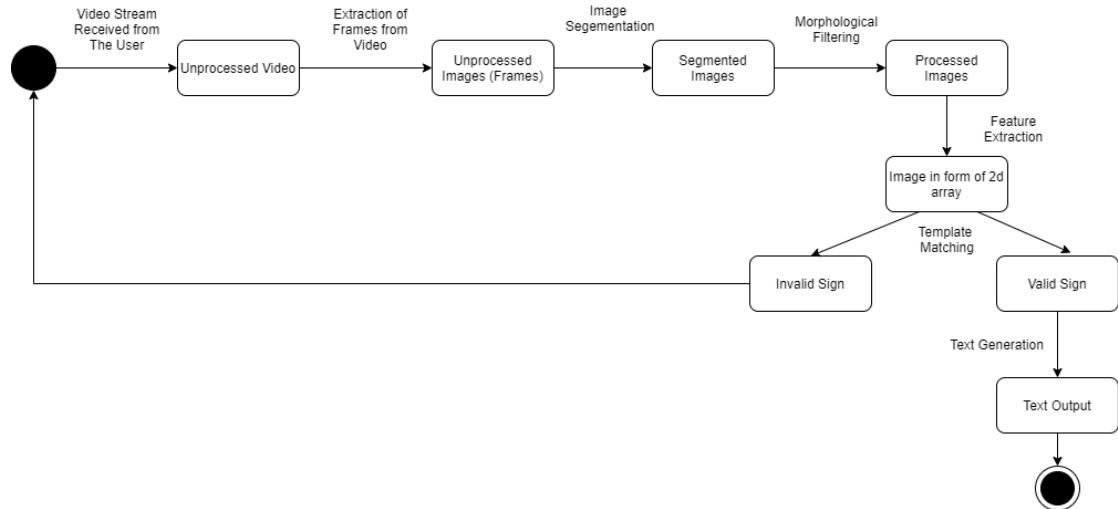 Video Stream
Received from
The User
Unprocessed Video
Extraction of
Frames from
Video
Unprocessed
Images (Frames)
Image
Segementation
Segmented
Images
Morphological
Filtering
Processed
Images
Feature
Extraction
Image in form of 2d
array
Template
Matching
Invalid Sign
Valid Sign
Text Generation
Text Output